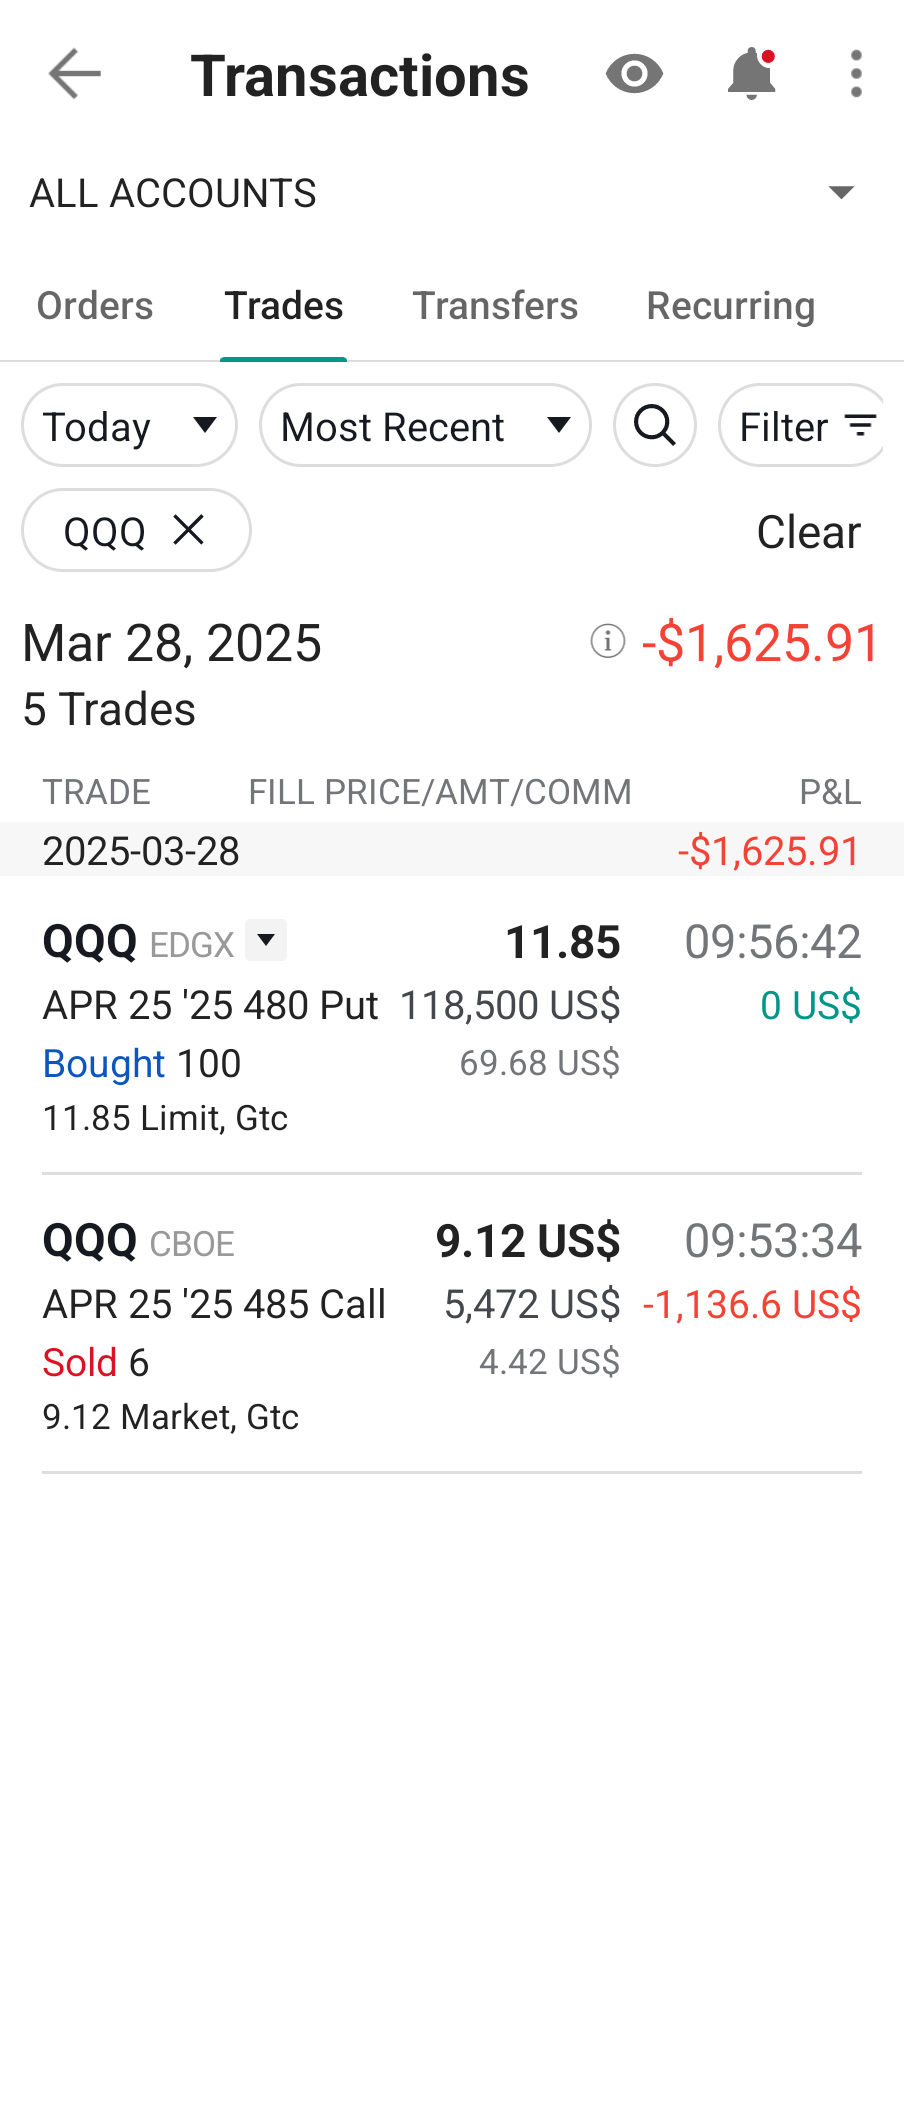 Transactions
ALL ACCOUNTS
Orders Trades Transfers Recurring
Today Most Recent Filter
QQQ Clear
Mar 28, 2025 -$1,625.91
5 Trades
TRADE FILL PRICE/AMT/COMM P&L
2025-03-28 -$1,625.91
QQQ EDGX 11.85 09:56:42
APR 25 '25 480 Put 118,500 US$ 0 US$
Bought 100 69.68 US$
11.85 Limit, Gtc
QQQ CBOE 9.12 US$ 09:53:34
APR 25 '25 485 Call 5,472 US$ -1,136.6 US$
Sold 6 4.42 US$
9.12 Market, Gtc